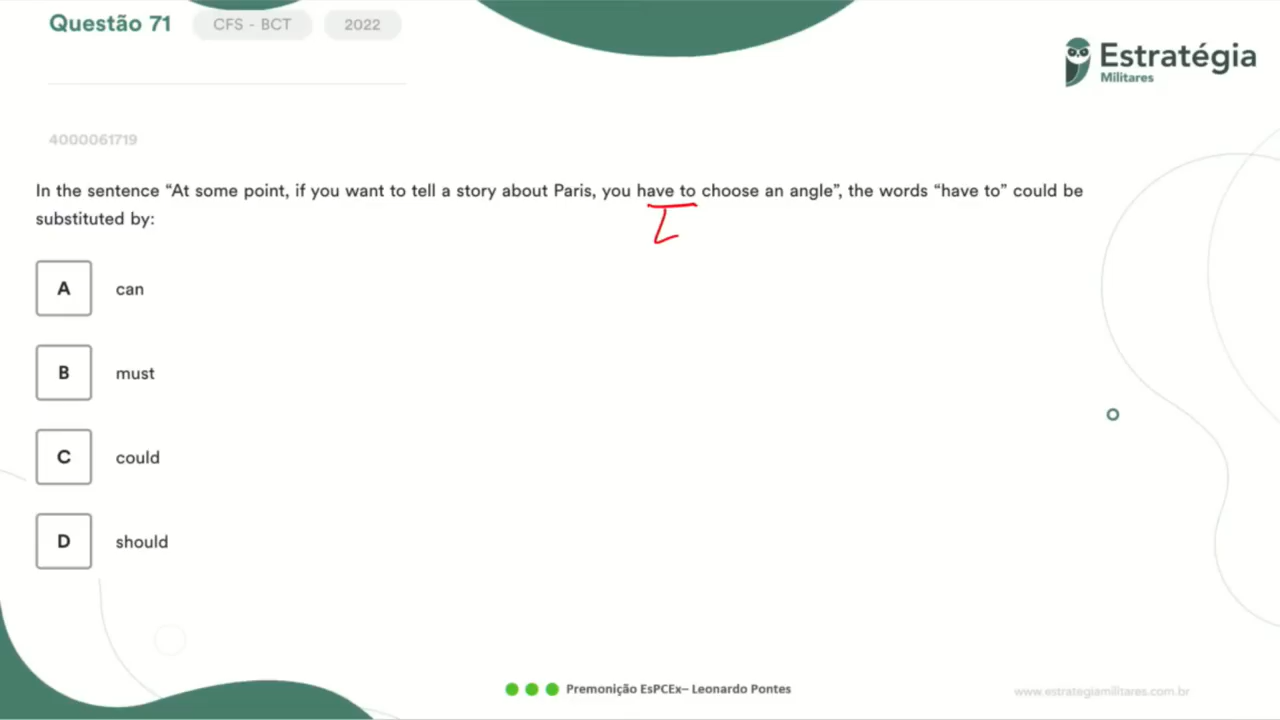 Questão 71 CFS - BCT 2022
Estratégia
Militares
4000061719
In the sentence “At some point, if you want to tell a story about Paris, you have to choose an angle”, the words “have to” could be
substituted by:
A can
B must
C could
D should
Premonição EsPCEx– Leonardo Pontes
www.estrategiamilitares.com.br